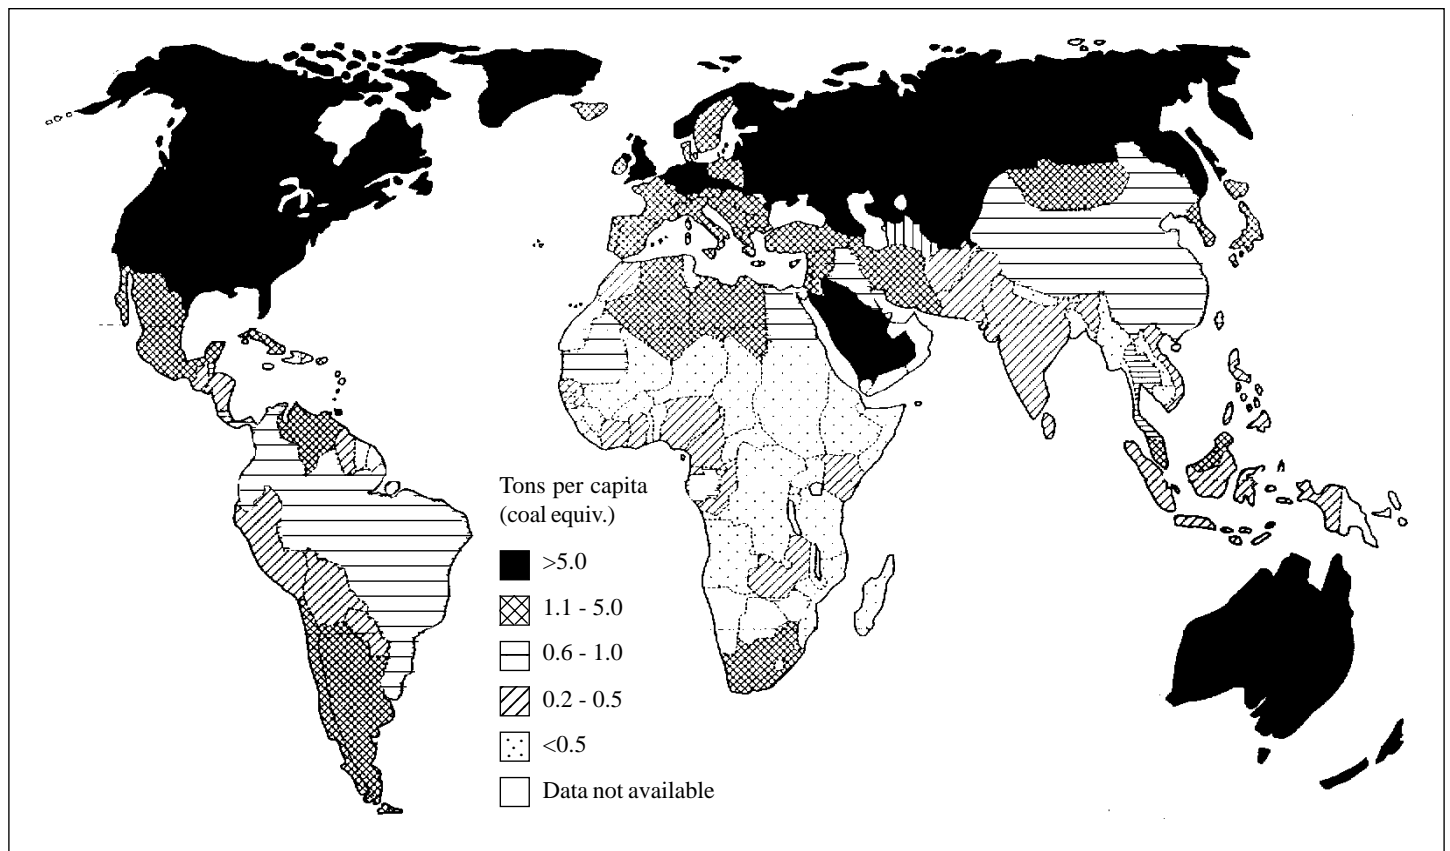 Tons per capita
(coal equiv.)
>5.0
1.1 - 5.0
0.6 - 1.0
0.2 - 0.5
<0.5
Data not available